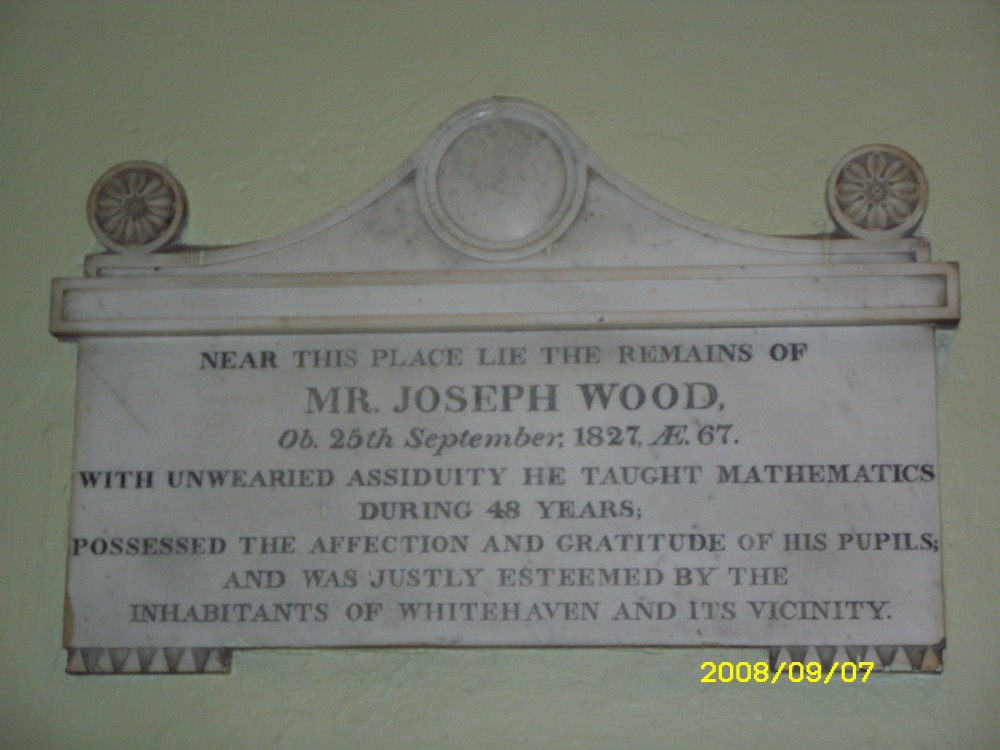 NEAR THIS PLACE LIE THE REMAINS OF
MR. JOSEPH WOOD,
Ob. 25th September, 1827, Æ. 67.
WITH UNWEARIED ASSIDUITY HE TAUGHT MATHEMATICS
DURING 48 YEARS;
POSSESSED THE AFFECTION AND GRATITUDE OF HIS PUPILS;
AND WAS JUSTLY ESTEEMED BY THE
INHABITANTS OF WHITEHAVEN AND ITS VICINITY.
2008/09/07